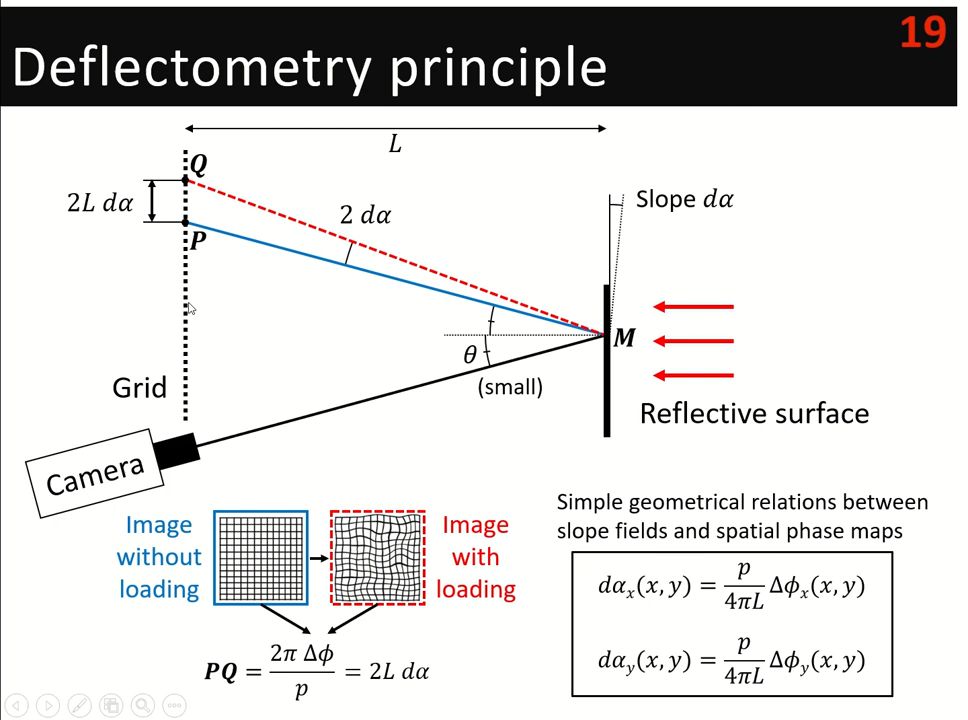 19
Deflectometry principle
L
Q
2L dα
2 dα
Slope dα
P
M
θ
(small)
Grid
Reflective surface
Camera
Simple geometrical relations between
slope fields and spatial phase maps
Image
without
loading
Image
with
loading
dαₓ(x, y) = p/4πL Δϕₓ(x, y)
PQ = 2π Δϕ/p = 2L dα
dα_y(x, y) = p/4πL Δϕ_y(x, y)